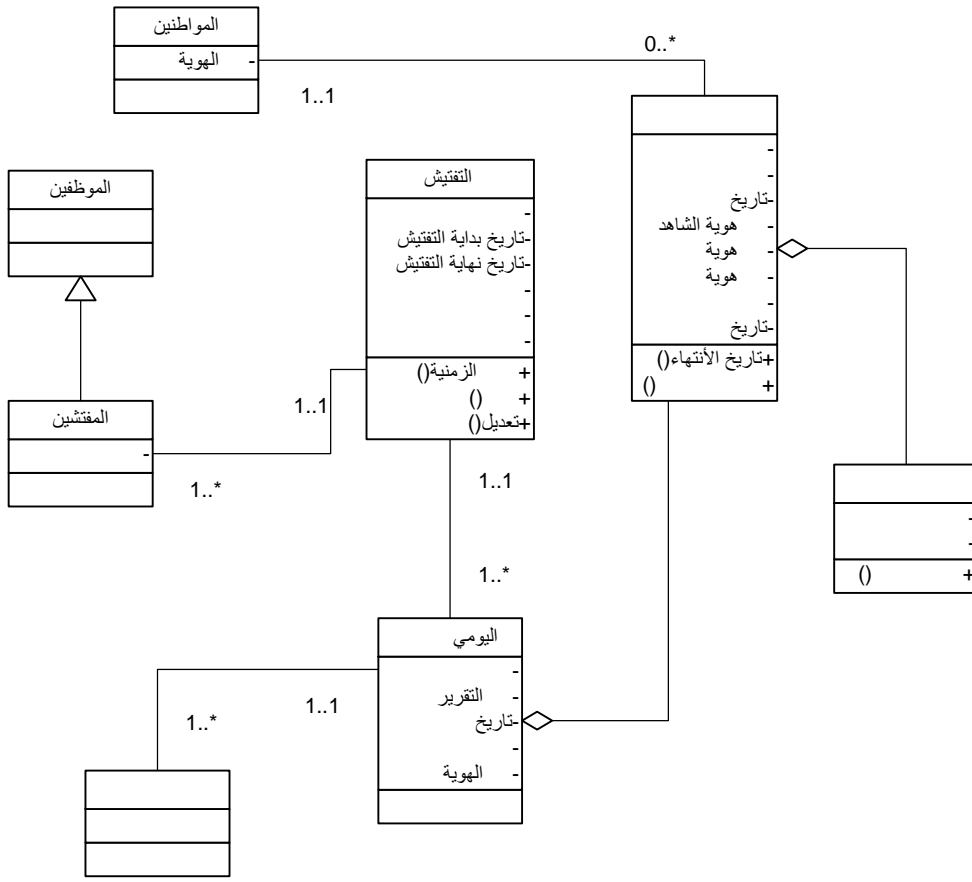 المواطنين
- الهوية
1..1
0..*
الموظفين
التفتيش
-
-تاريخ بداية التفتيش
-تاريخ نهاية التفتيش
-
-
-
+ الزمنية()
+ ()
+تعديل()
-
-
-تاريخ
- هوية الشاهد
- هوية
- هوية
-
-تاريخ
+تاريخ الأنتهاء()
+ ()
المفتشين
-
1..1
1..*
1..1
1..*
-
-
+ ()
اليومي
-
- التقرير
-تاريخ
-
- الهوية
1..1
1..*